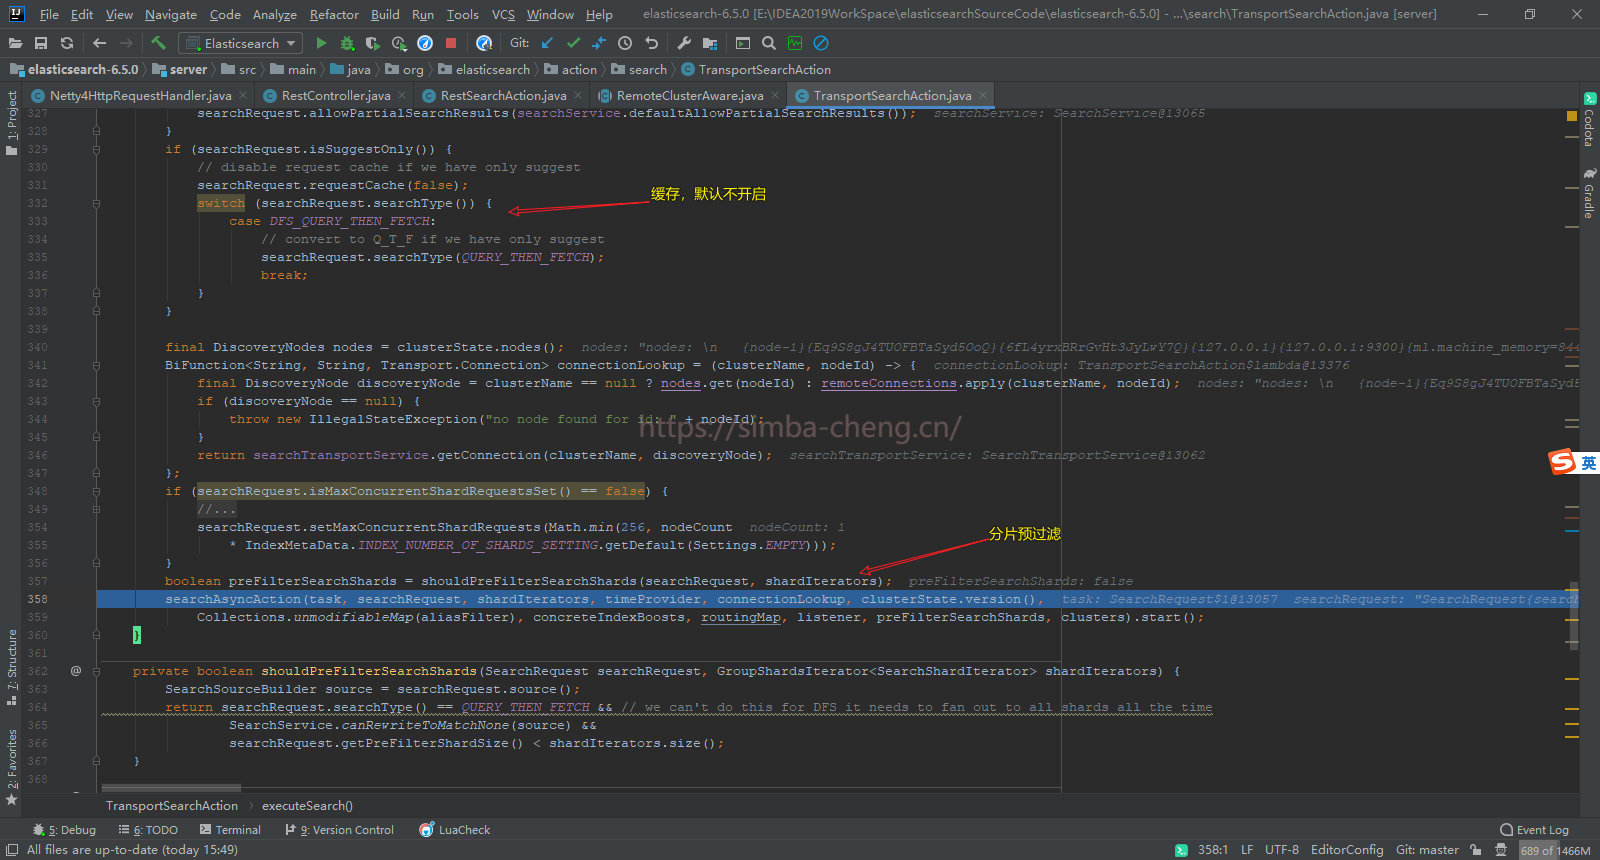 File Edit View Navigate Code Analyze Refactor Build Run Tools VCS Window Help elasticsearch-6.5.0 [E:\IDEA2019WorkSpace\elasticsearchSourceCode\elasticsearch-6.5.0] - ...\search\TransportSearchAction.java [server]
Elasticsearch Git:
elasticsearch-6.5.0 server src main java org elasticsearch action search TransportSearchAction
Netty4HttpRequestHandler.java RestController.java RestSearchAction.java RemoteClusterAware.java TransportSearchAction.java
327 searchRequest.allowPartialSearchResults(searchService.defaultAllowPartialSearchResults()); searchService: SearchService@13065
328 }
329 if (searchRequest.isSuggestOnly()) {
330 // disable request cache if we have only suggest
331 searchRequest.requestCache(false);
332 switch (searchRequest.searchType()) {
缓存，默认不开启
333 case DFS_QUERY_THEN_FETCH:
334 // convert to Q_T_F if we have only suggest
335 searchRequest.searchType(QUERY_THEN_FETCH);
336 break;
337 }
338 }
339
340 final DiscoveryNodes nodes = clusterState.nodes(); nodes: "nodes: \n {node-1}{Eq9S8gJ4TUOFBTaSyd5OoQ}{6fL4yrxBRrGvHt3JyLwY7Q}{127.0.0.1}{127.0.0.1:9300}{ml.machine_memory=844
341 BiFunction<String, String, Transport.Connection> connectionLookup = (clusterName, nodeId) -> { connectionLookup: TransportSearchAction$lambda@13376
342 final DiscoveryNode discoveryNode = clusterName == null ? nodes.get(nodeId) : remoteConnections.apply(clusterName, nodeId); nodes: "nodes: \n {node-1}{Eq9S8gJ4TUOFBTaSyd5
343 if (discoveryNode == null) {
344 throw new IllegalStateException("no node found for id: " + nodeId);
https://simba-cheng.cn/
345 }
346 return searchTransportService.getConnection(clusterName, discoveryNode); searchTransportService: SearchTransportService@13062
347 };
348 if (searchRequest.isMaxConcurrentShardRequestsSet() == false) {
349 //...
354 searchRequest.setMaxConcurrentShardRequests(Math.min(256, nodeCount nodeCount: 1
分片预过滤
355 * IndexMetaData.INDEX_NUMBER_OF_SHARDS_SETTING.getDefault(Settings.EMPTY)));
356 }
357 boolean preFilterSearchShards = shouldPreFilterSearchShards(searchRequest, shardIterators); preFilterSearchShards: false
358 searchAsyncAction(task, searchRequest, shardIterators, timeProvider, connectionLookup, clusterState.version(), task: SearchRequest$1@13057 searchRequest: "SearchRequest{search
359 Collections.unmodifiableMap(aliasFilter), concreteIndexBoosts, routingMap, listener, preFilterSearchShards, clusters).start();
360 }
361
362 @ private boolean shouldPreFilterSearchShards(SearchRequest searchRequest, GroupShardsIterator<SearchShardIterator> shardIterators) {
363 SearchSourceBuilder source = searchRequest.source();
364 return searchRequest.searchType() == QUERY_THEN_FETCH && // we can't do this for DFS it needs to fan out to all shards all the time
365 SearchService.canRewriteToMatchNone(source) &&
366 searchRequest.getPreFilterShardSize() < shardIterators.size();
367 }
368
1: Project
7: Structure
2: Favorites
Codota
Gradle
英
TransportSearchAction executeSearch()
5: Debug 6: TODO Terminal 9: Version Control LuaCheck Event Log
All files are up-to-date (today 15:49) 358:1 LF UTF-8 EditorConfig Git: master 689 of 1466M